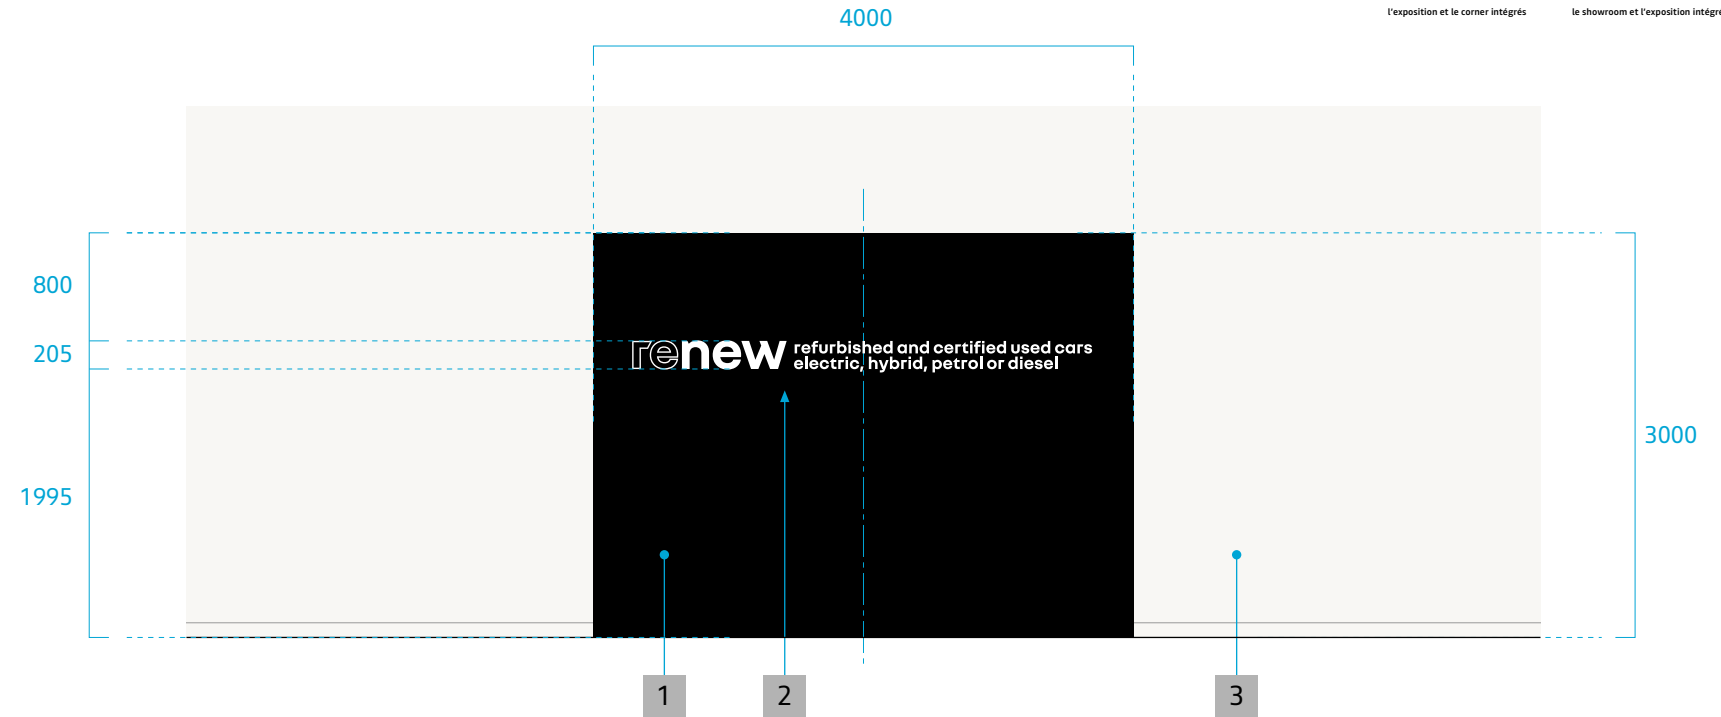 4000
l'exposition et le corner intégrés
le showroom et l'exposition
800
205
1995
renew
refurbished and certified used cars
electric, hybrid, petrol or diesel
3000
1
2
3